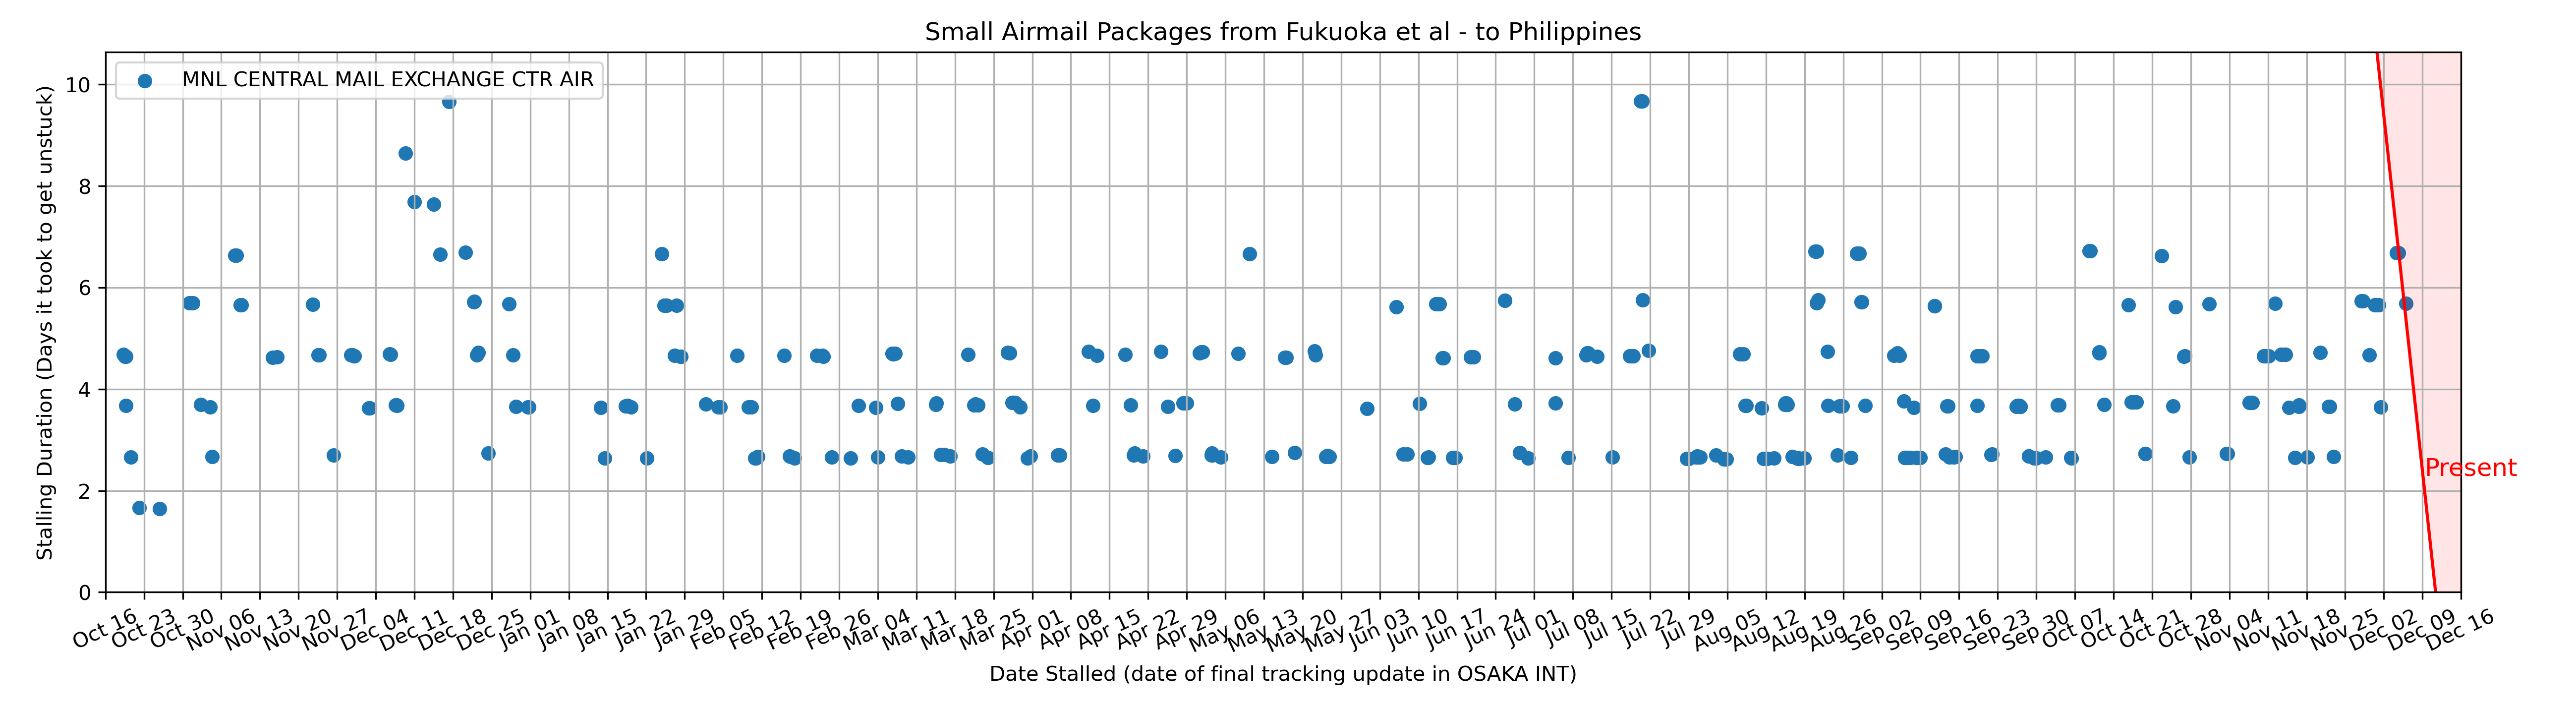 Small Airmail Packages from Fukuoka et al - to Philippines
MNL CENTRAL MAIL EXCHANGE CTR AIR
Stalling Duration (Days it took to get unstuck)
10
8
6
4
2
0
Present
Oct 16 Oct 23 Oct 30 Nov 06 Nov 13 Nov 20 Nov 27 Dec 04 Dec 11 Dec 18 Dec 25 Jan 01 Jan 08 Jan 15 Jan 22 Jan 29 Feb 05 Feb 12 Feb 19 Feb 26 Mar 04 Mar 11 Mar 18 Mar 25 Apr 01 Apr 08 Apr 15 Apr 22 Apr 29 May 06 May 13 May 20 May 27 Jun 03 Jun 10 Jun 17 Jun 24 Jul 01 Jul 08 Jul 15 Jul 22 Jul 29 Aug 05 Aug 12 Aug 19 Aug 26 Sep 02 Sep 09 Sep 16 Sep 23 Sep 30 Oct 07 Oct 14 Oct 21 Oct 28 Nov 04 Nov 11 Nov 18 Nov 25 Dec 02 Dec 09 Dec 16
Date Stalled (date of final tracking update in OSAKA INT)